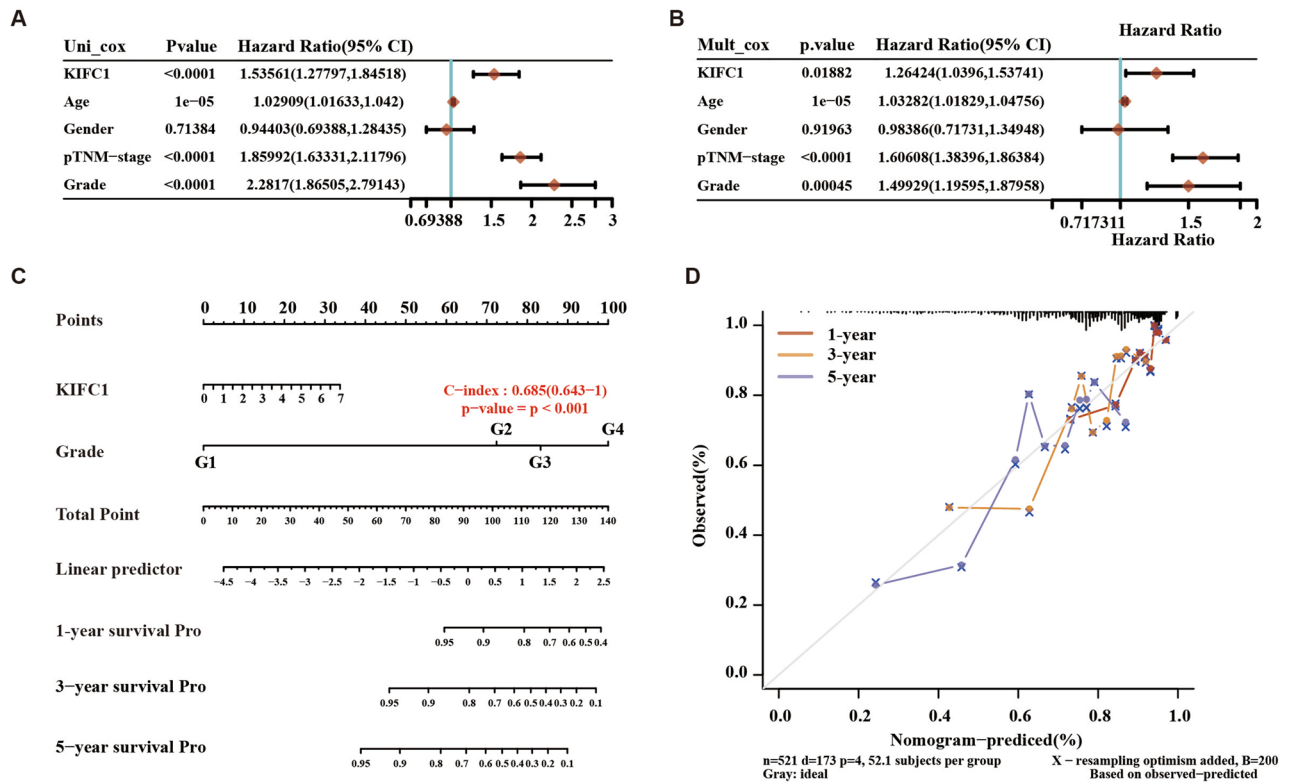 A
Uni_cox Pvalue Hazard Ratio(95% CI)
KIFC1 <0.0001 1.53561(1.27797,1.84518)
Age 1e−05 1.02909(1.01633,1.042)
Gender 0.71384 0.94403(0.69388,1.28435)
pTNM−stage <0.0001 1.85992(1.63331,2.11796)
Grade <0.0001 2.2817(1.86505,2.79143)
0.69388 1.5 2 2.5 3
Hazard Ratio
B
Hazard Ratio
Mult_cox p.value Hazard Ratio(95% CI)
KIFC1 0.01882 1.26424(1.0396,1.53741)
Age 1e−05 1.03282(1.01829,1.04756)
Gender 0.91963 0.98386(0.71731,1.34948)
pTNM−stage <0.0001 1.60608(1.38396,1.86384)
Grade 0.00045 1.49929(1.19595,1.87958)
0.717311 1.5 2
Hazard Ratio
C
Points 0 10 20 30 40 50 60 70 80 90 100
KIFC1 0 1 2 3 4 5 6 7
C−index : 0.685(0.643−1)
p−value = p < 0.001
Grade G1 G2 G3 G4
Total Point 0 10 20 30 40 50 60 70 80 90 100 110 120 130 140
Linear predictor −4.5 −4 −3.5 −3 −2.5 −2 −1.5 −1 −0.5 0 0.5 1 1.5 2 2.5
1-year survival Pro 0.95 0.9 0.8 0.7 0.6 0.5 0.4
3−year survival Pro 0.95 0.9 0.8 0.7 0.6 0.5 0.4 0.3 0.2 0.1
5−year survival Pro 0.95 0.9 0.8 0.7 0.6 0.5 0.4 0.3 0.2 0.1
D
1-year
3-year
5-year
Observed(%)
1.0
0.8
0.6
0.4
0.2
0.0
0.0 0.2 0.4 0.6 0.8 1.0
Nomogram−prediced(%)
n=521 d=173 p=4, 52.1 subjects per group
Gray: ideal
X − resampling optimism added, B=200
Based on observed−predicted